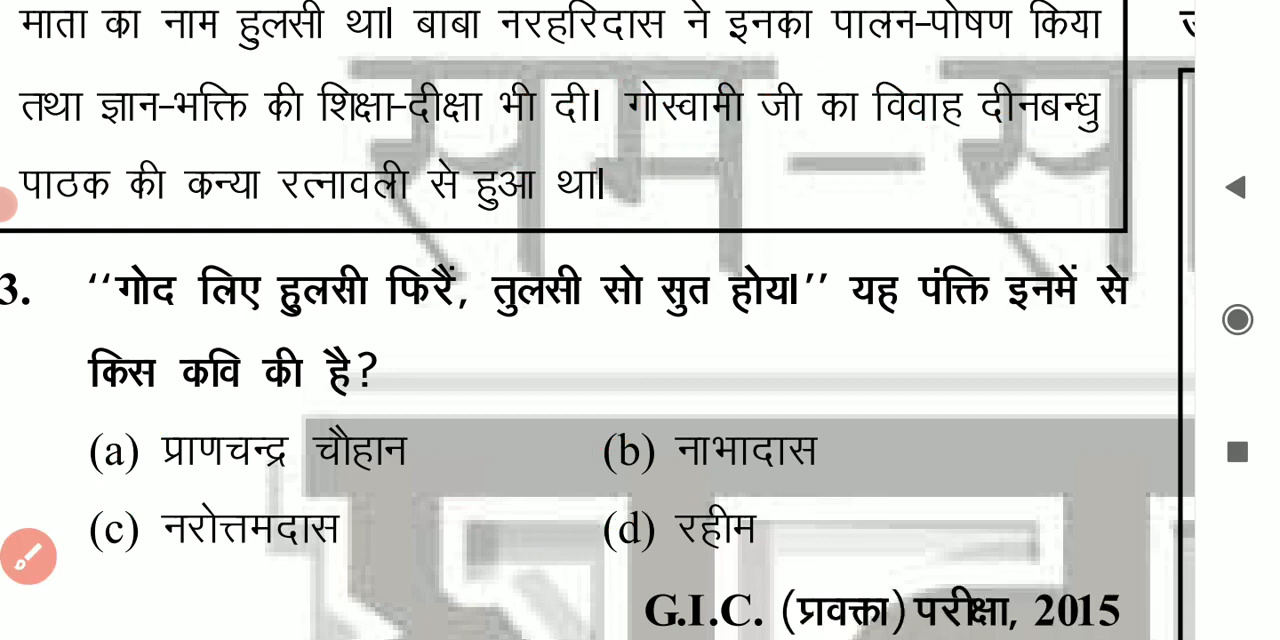 माता का नाम हुलसी था। बाबा नरहरिदास ने इनका पालन-पोषण किया
तथा ज्ञान-भक्ति की शिक्षा-दीक्षा भी दी। गोस्वामी जी का विवाह दीनबन्धु
पाठक की कन्या रत्नावली से हुआ था।
3. ‘‘गोद लिए हुलसी फिरैं, तुलसी सो सुत होय।’’ यह पंक्ति इनमें से
किस कवि की है?
(a) प्राणचन्द्र चौहान (b) नाभादास
(c) नरोत्तमदास (d) रहीम
G.I.C. (प्रवक्ता) परीक्षा, 2015